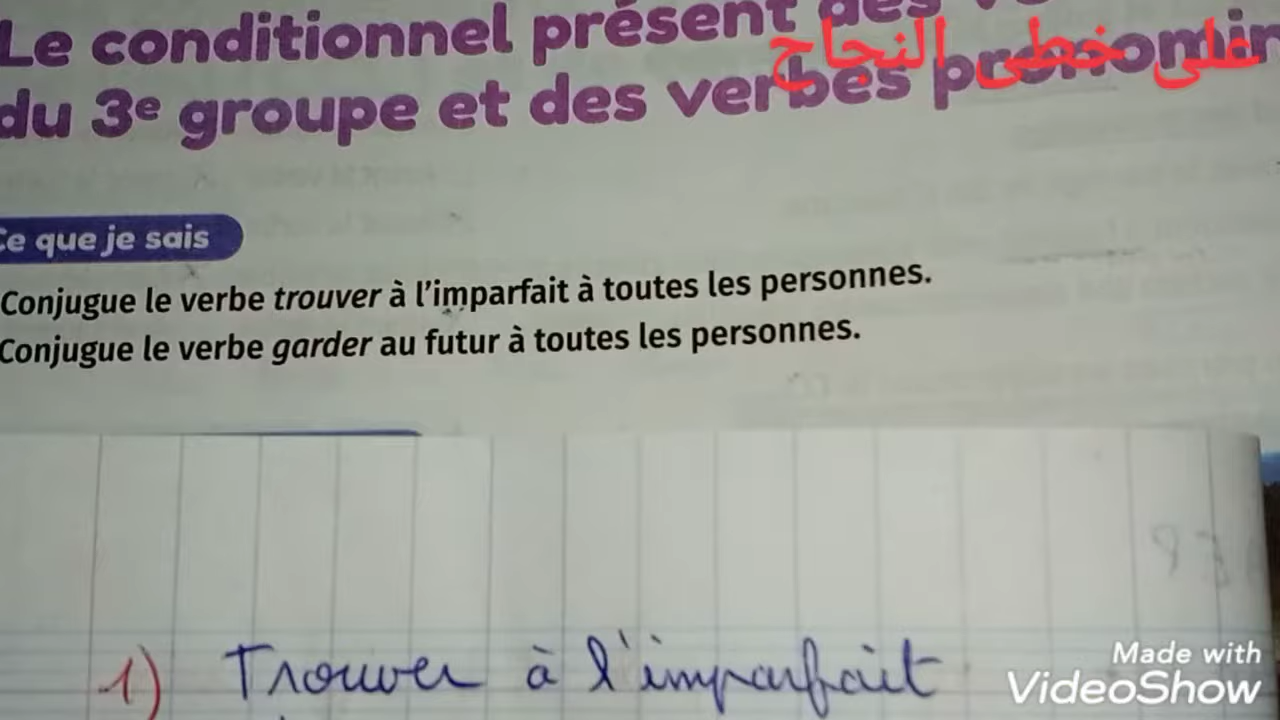 Le conditionnel présent des
على خطى النجاح
du 3e groupe et des verbes pronomin
Ce que je sais
Conjugue le verbe trouver à l'imparfait à toutes les personnes.
Conjugue le verbe garder au futur à toutes les personnes.
1) Trouver à l'imparfait
Made with
VideoShow